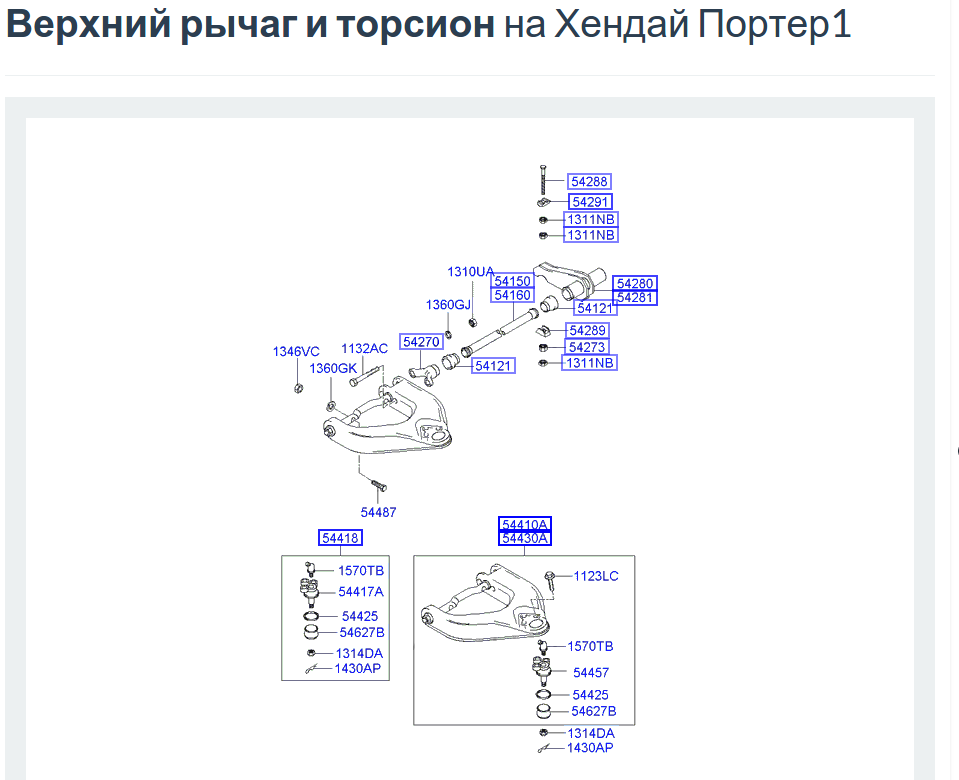 Верхний рычаг и торсион на Хендай Портер1
54288
54291
1311NB
1311NB
1310UA
54150
54280
54160
54281
1360GJ
54121
54289
54270
54273
1346VC
1132AC
1311NB
1360GK
54121
54487
54410A
54418
54430A
1570TB
1123LC
54417A
54425
54627B
1570TB
1314DA
1430AP
54457
54425
54627B
1314DA
1430AP